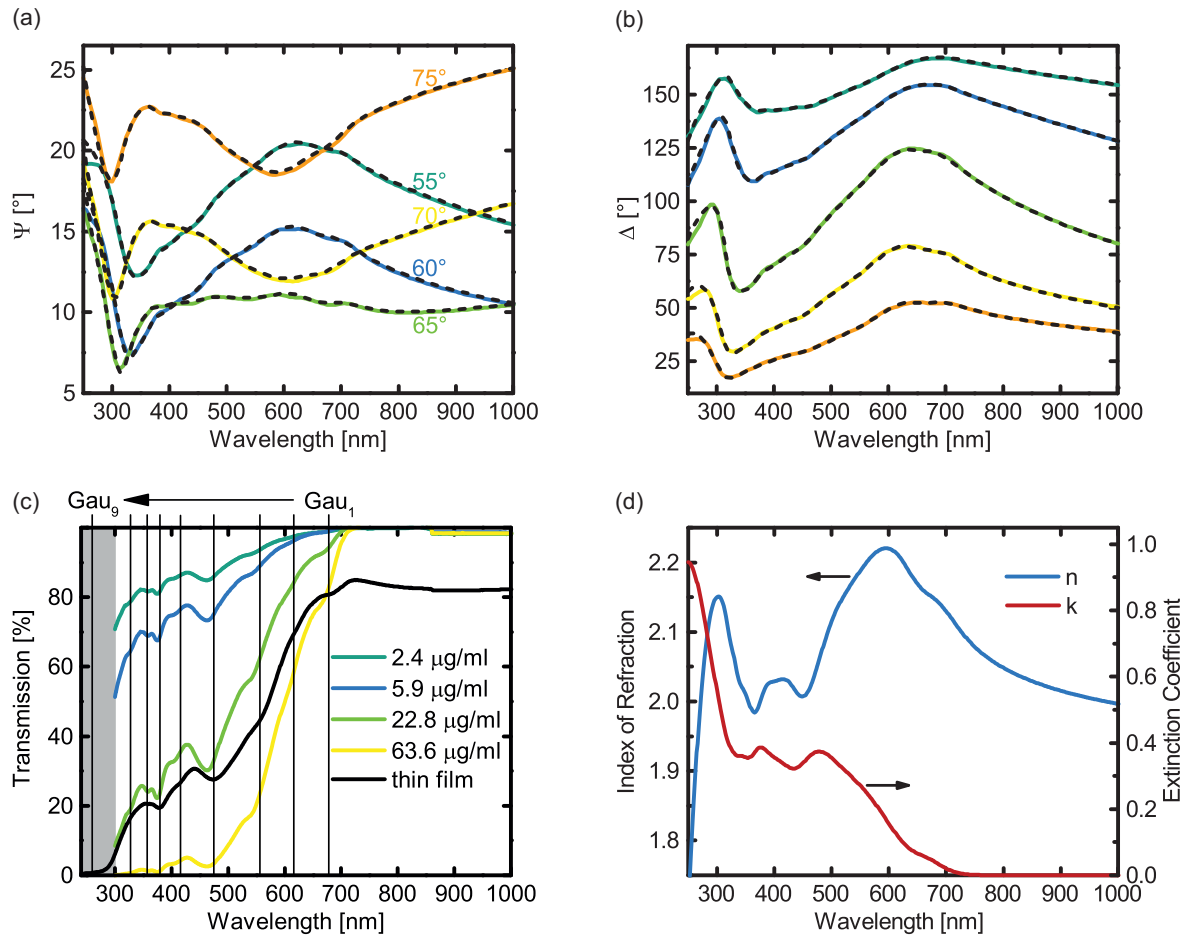 (a)
25
20
15
10
5
Ψ [°]
75°
55°
70°
60°
65°
300 400 500 600 700 800 900 1000
Wavelength [nm]
(b)
150
125
100
75
50
25
Δ [°]
300 400 500 600 700 800 900 1000
Wavelength [nm]
(c)
Gau9 Gau1
80
60
40
20
0
Transmission [%]
2.4 μg/ml
5.9 μg/ml
22.8 μg/ml
63.6 μg/ml
thin film
300 400 500 600 700 800 900 1000
Wavelength [nm]
(d)
2.2
2.1
2.0
1.9
1.8
Index of Refraction
n
k
1.0
0.8
0.6
0.4
0.2
0.0
Extinction Coefficient
300 400 500 600 700 800 900 1000
Wavelength [nm]